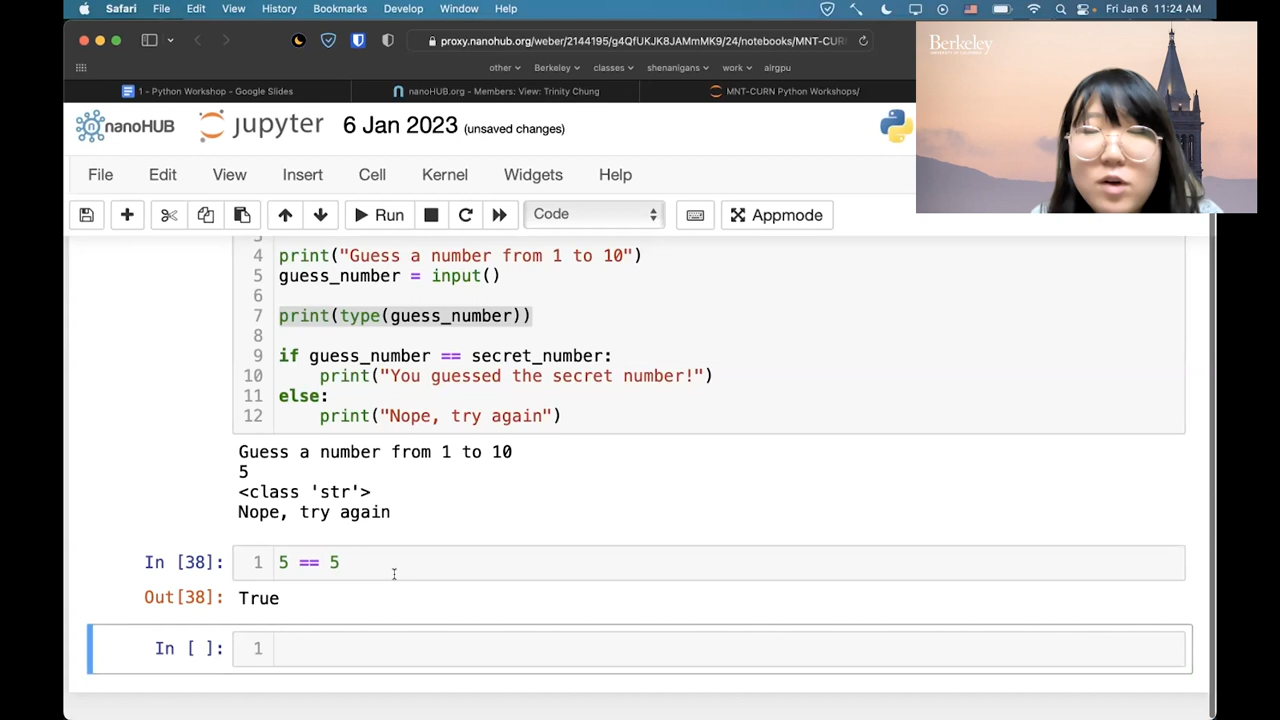 Safari File Edit View History Bookmarks Develop Window Help Fri Jan 6 11:24 AM
proxy.nanohub.org/weber/2144195/g4QfUKJK8JAMmMK9/24/notebooks/MNT-CURN
other Berkeley classes shenanigans work airgpu
1 - Python Workshop - Google Slides nanoHUB.org - Members: View: Trinity Chung MNT-CURN Python Workshops/
Berkeley
nanoHUB jupyter 6 Jan 2023 (unsaved changes)
File Edit View Insert Cell Kernel Widgets Help
Run Code Appmode
3
4 print("Guess a number from 1 to 10")
5 guess_number = input()
6
7 print(type(guess_number))
8
9 if guess_number == secret_number:
10 print("You guessed the secret number!")
11 else:
12 print("Nope, try again")
Guess a number from 1 to 10
5
<class 'str'>
Nope, try again
In [38]: 1 5 == 5
Out[38]: True
In [ ]: 1